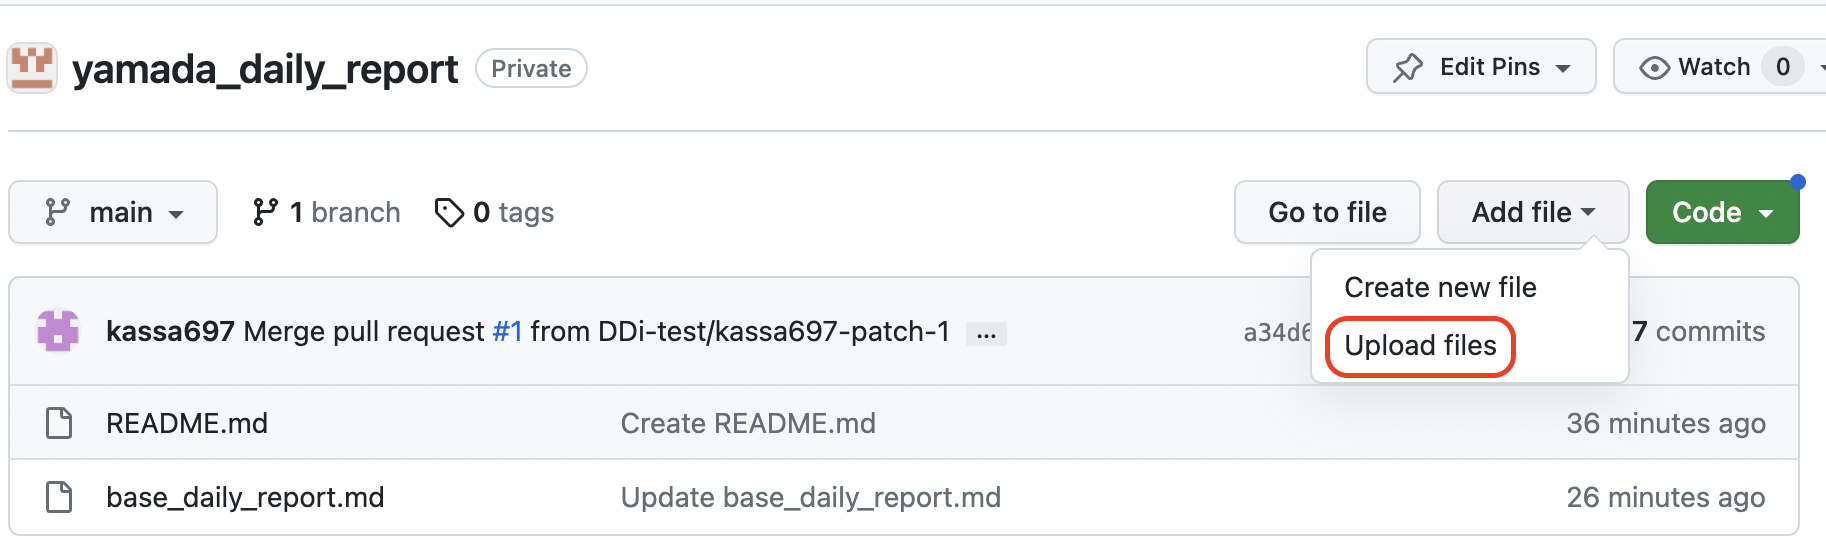 yamada_daily_report Private Edit Pins Watch 0
main 1 branch 0 tags Go to file Add file Code
Create new file
Upload files
kassa697 Merge pull request #1 from DDi-test/kassa697-patch-1 ... a34d6 7 commits
README.md Create README.md 36 minutes ago
base_daily_report.md Update base_daily_report.md 26 minutes ago